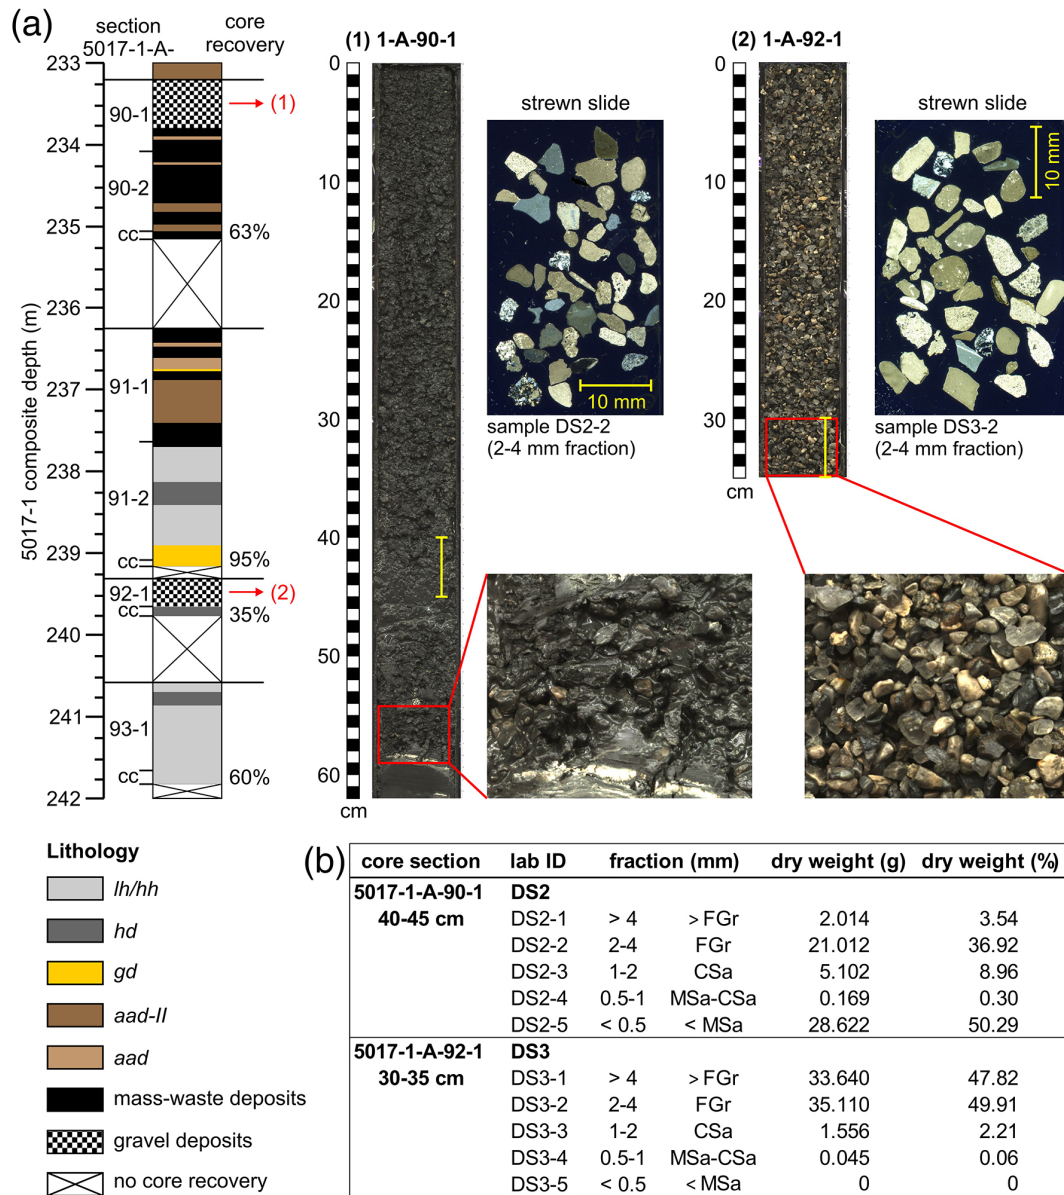 (a)
section
5017-1-A-
core
recovery
5017-1 composite depth (m)
233
234
235
236
237
238
239
240
241
242
90-1
90-2
cc
91-1
91-2
cc
92-1
cc
93-1
cc
63%
95%
35%
60%
(1)
(2)
(1) 1-A-90-1
0
10
20
30
40
50
60
cm
strewn slide
10 mm
sample DS2-2
(2-4 mm fraction)
(2) 1-A-92-1
0
10
20
30
cm
strewn slide
10 mm
sample DS3-2
(2-4 mm fraction)
Lithology
lh/hh
hd
gd
aad-II
aad
mass-waste deposits
gravel deposits
no core recovery
(b)
core section lab ID fraction (mm) dry weight (g) dry weight (%)
5017-1-A-90-1 DS2
40-45 cm DS2-1 > 4 > FGr 2.014 3.54
DS2-2 2-4 FGr 21.012 36.92
DS2-3 1-2 CSa 5.102 8.96
DS2-4 0.5-1 MSa-CSa 0.169 0.30
DS2-5 < 0.5 < MSa 28.622 50.29
5017-1-A-92-1 DS3
30-35 cm DS3-1 > 4 > FGr 33.640 47.82
DS3-2 2-4 FGr 35.110 49.91
DS3-3 1-2 CSa 1.556 2.21
DS3-4 0.5-1 MSa-CSa 0.045 0.06
DS3-5 < 0.5 < MSa 0 0